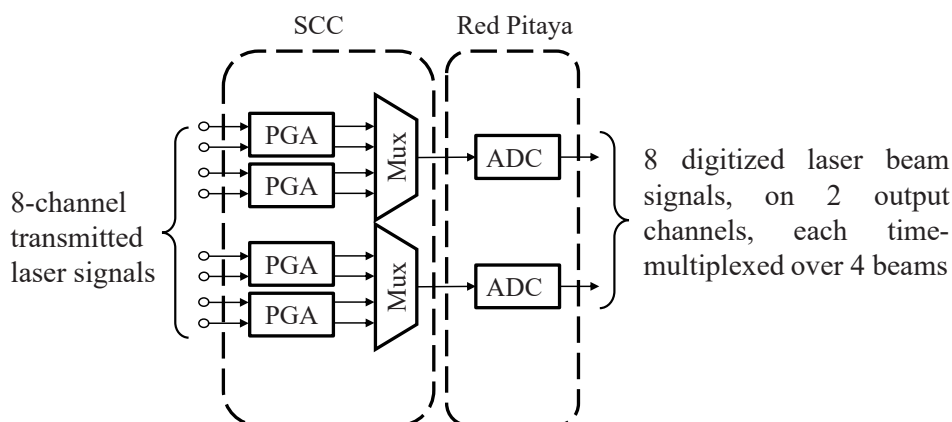 SCC
Red Pitaya
8-channel
transmitted
laser signals
PGA
PGA
Mux
ADC
PGA
PGA
Mux
ADC
8 digitized laser beam
signals, on 2 output
channels, each time-
multiplexed over 4 beams